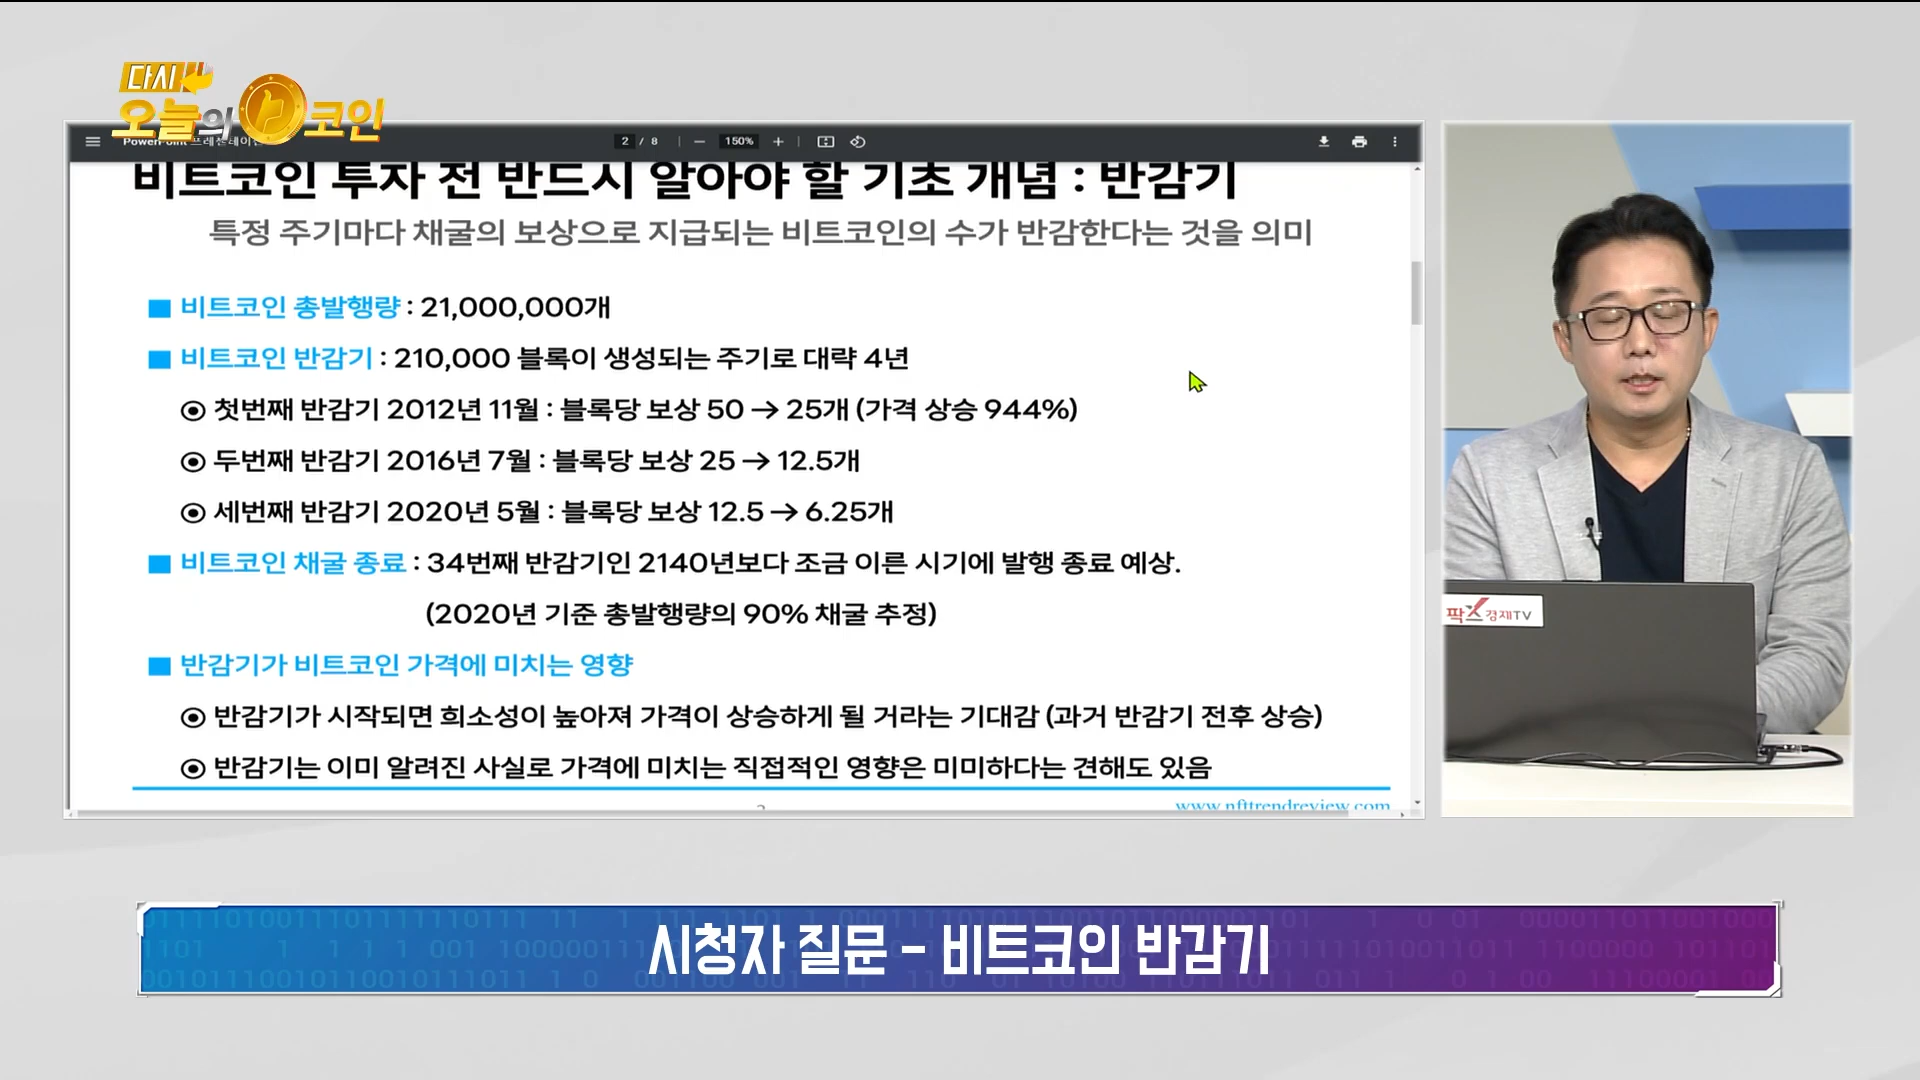 다시
오늘의 코인
PowerPoint 프레젠테이션
2 / 8
150%
비트코인 투자 전 반드시 알아야 할 기초 개념 : 반감기
특정 주기마다 채굴의 보상으로 지급되는 비트코인의 수가 반감한다는 것을 의미
■ 비트코인 총발행량 : 21,000,000개
■ 비트코인 반감기 : 210,000 블록이 생성되는 주기로 대략 4년
◉ 첫번째 반감기 2012년 11월 : 블록당 보상 50 → 25개 (가격 상승 944%)
◉ 두번째 반감기 2016년 7월 : 블록당 보상 25 → 12.5개
◉ 세번째 반감기 2020년 5월 : 블록당 보상 12.5 → 6.25개
■ 비트코인 채굴 종료 : 34번째 반감기인 2140년보다 조금 이른 시기에 발행 종료 예상.
(2020년 기준 총발행량의 90% 채굴 추정)
■ 반감기가 비트코인 가격에 미치는 영향
◉ 반감기가 시작되면 희소성이 높아져 가격이 상승하게 될 거라는 기대감 (과거 반감기 전후 상승)
◉ 반감기는 이미 알려진 사실로 가격에 미치는 직접적인 영향은 미미하다는 견해도 있음
www.nfttrendreview.com
팍스경제TV
시청자 질문 – 비트코인 반감기